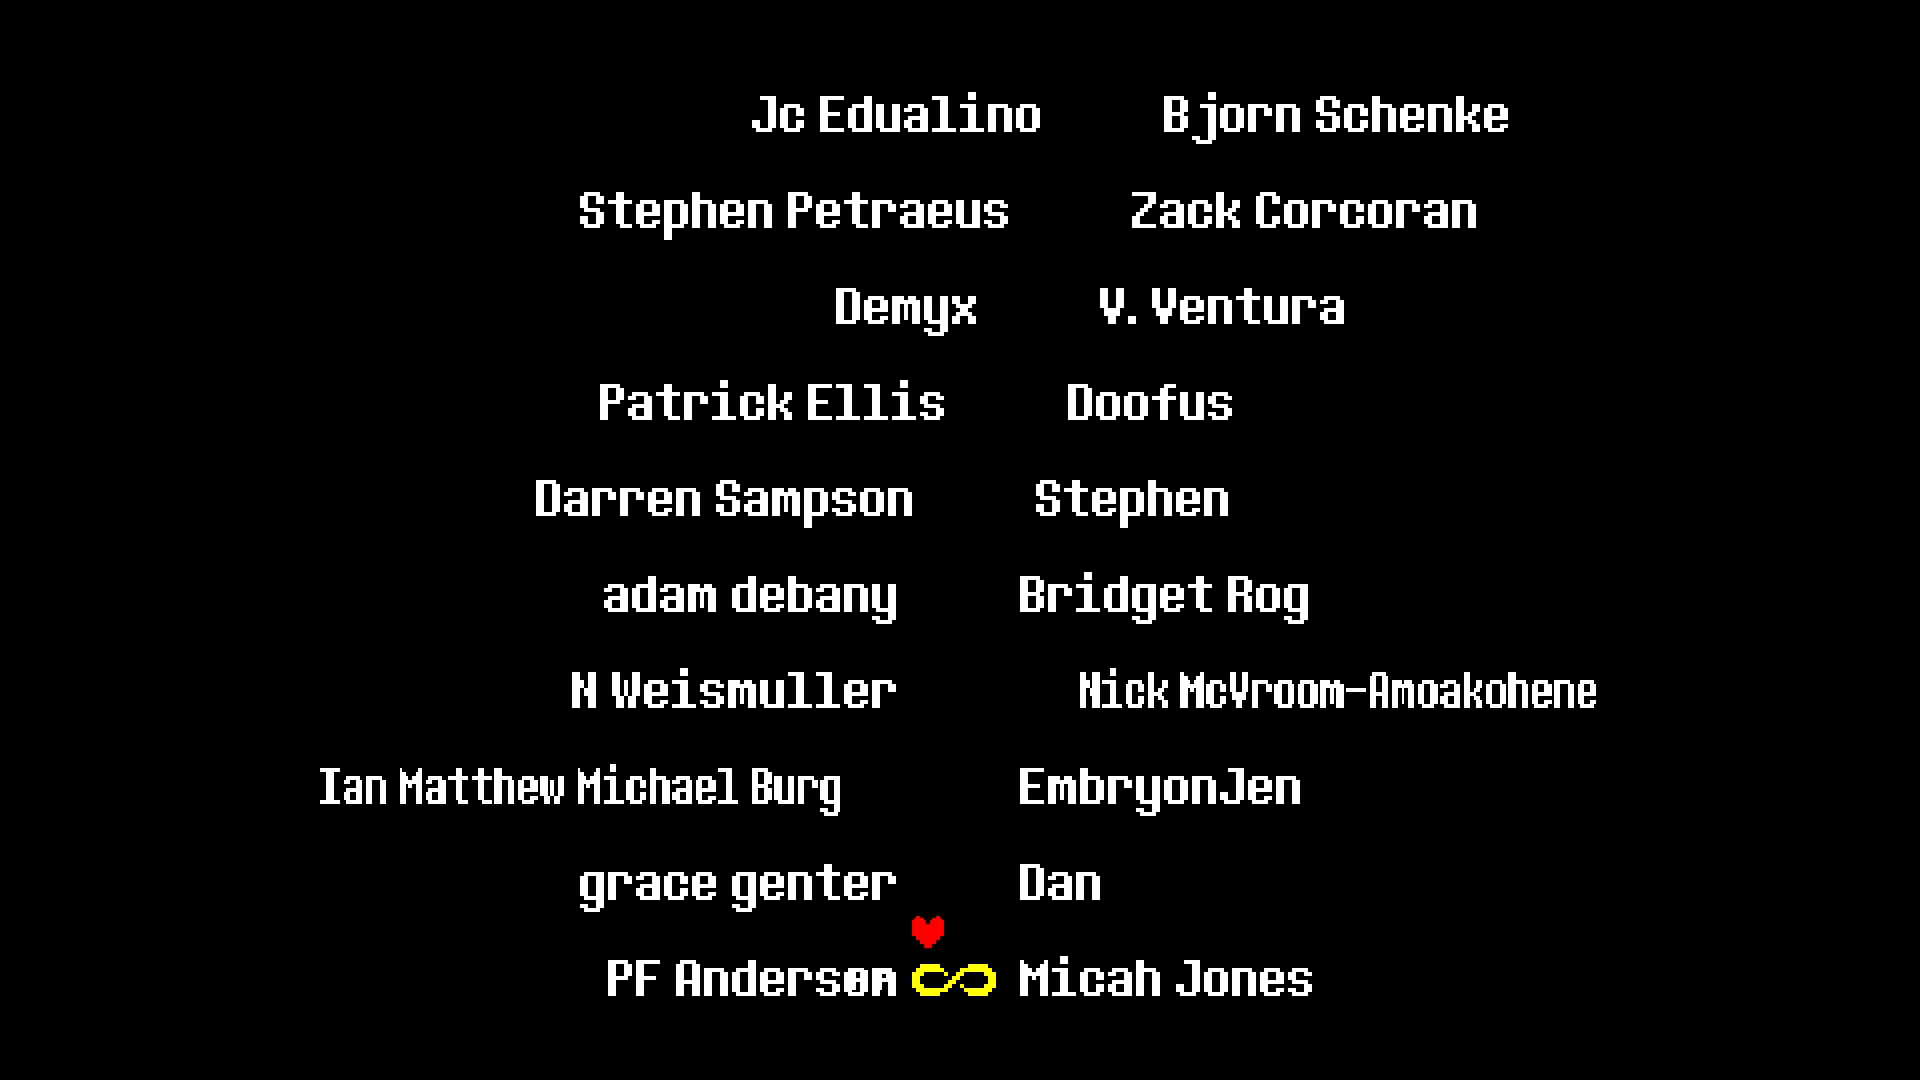 Jc Edualino Bjorn Schenke
Stephen Petraeus Zack Corcoran
Demyx V. Ventura
Patrick Ellis Doofus
Darren Sampson Stephen
adam debany Bridget Rog
N Weismuller Nick McVroom-Amoakohene
Ian Matthew Michael Burg EmbryonJen
grace genter Dan
PF Anderson ∞ Micah Jones